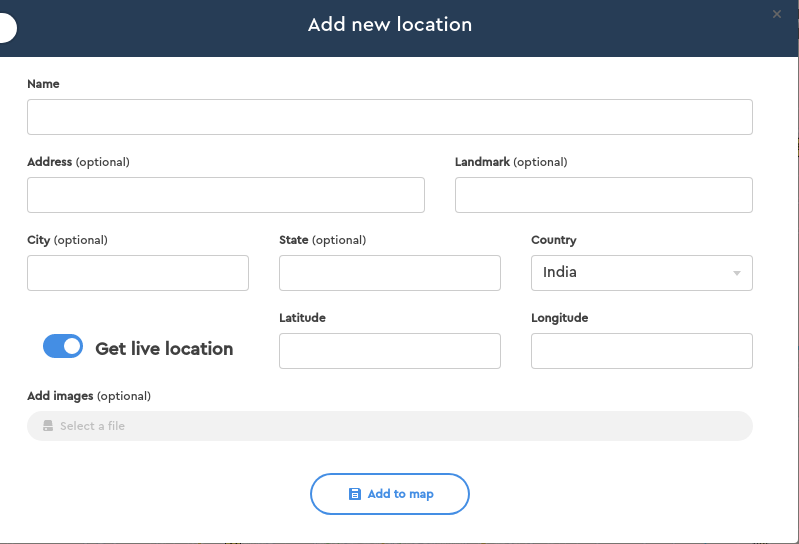 Add new location
Name
Address (optional) Landmark (optional)
City (optional) State (optional) Country
India
Latitude Longitude
Get live location
Add images (optional)
Select a file
Add to map